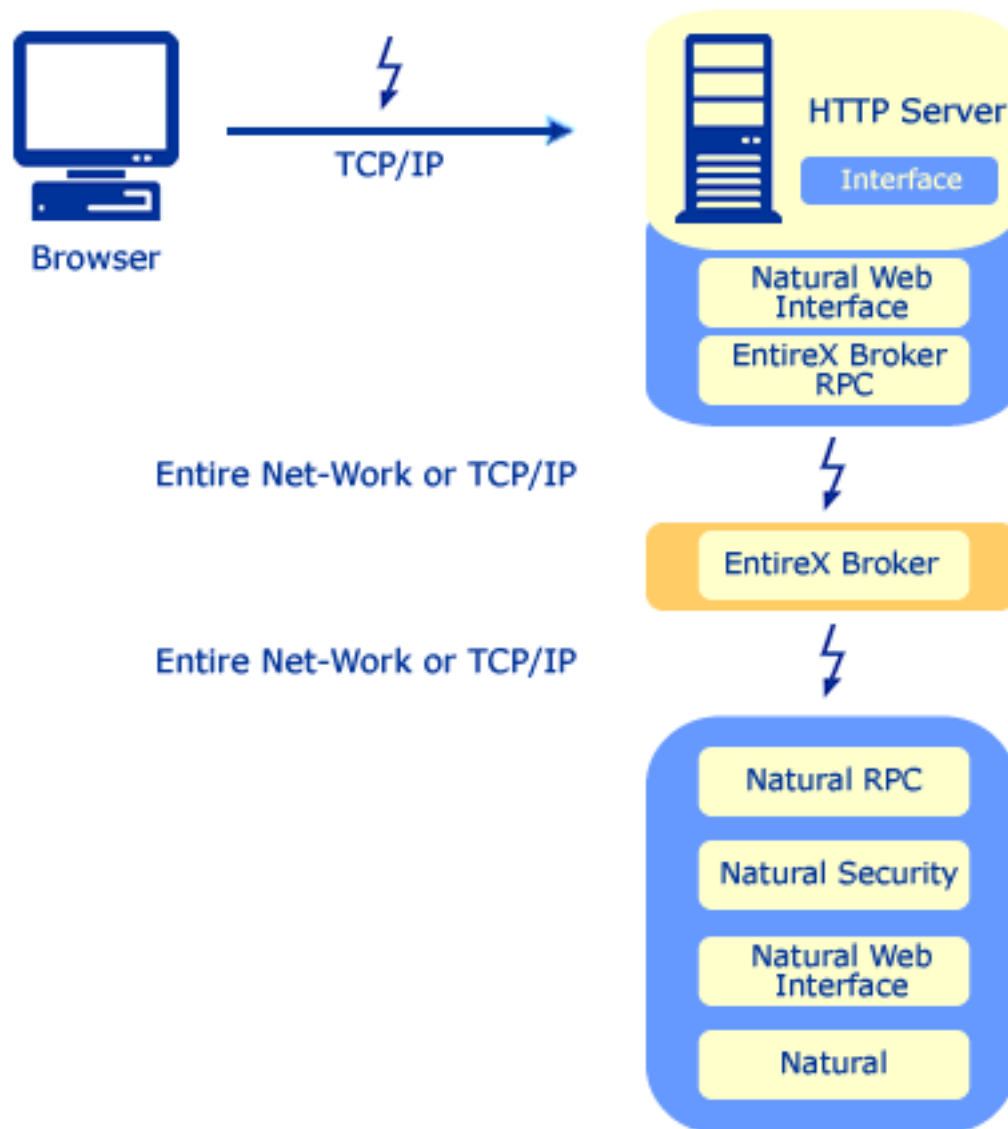 HTTP Server
TCP/IP
Interface
Browser
Natural Web
Interface
EntireX Broker
RPC
Entire Net-Work or TCP/IP
EntireX Broker
Entire Net-Work or TCP/IP
Natural RPC
Natural Security
Natural Web
Interface
Natural